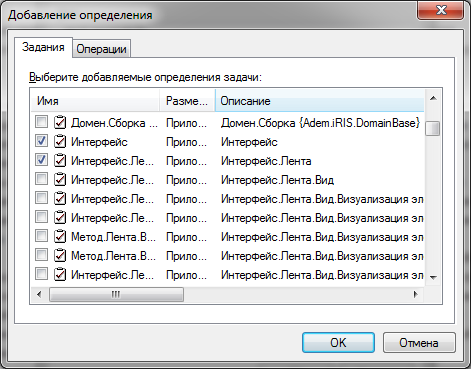 Добавление определения
Задания Операции
Выберите добавляемые определения задачи:
Имя Разме... Описание
Домен.Сборка ... Прило... Домен.Сборка {Adem.iRIS.DomainBase}
Интерфейс Прило... Интерфейс
Интерфейс.Ле... Прило... Интерфейс.Лента
Интерфейс.Ле... Прило... Интерфейс.Лента.Вид
Интерфейс.Ле... Прило... Интерфейс.Лента.Вид.Визуализация эл
Интерфейс.Ле... Прило... Интерфейс.Лента.Вид.Визуализация эл
Метод.Лента.В... Прило... Интерфейс.Лента.Вид.Визуализация эл
Метод.Лента.В... Прило... Интерфейс.Лента.Вид.Визуализация эл
Интерфейс.Ле... Прило... Интерфейс.Лента.Вид.Визуализация эл
OK Отмена